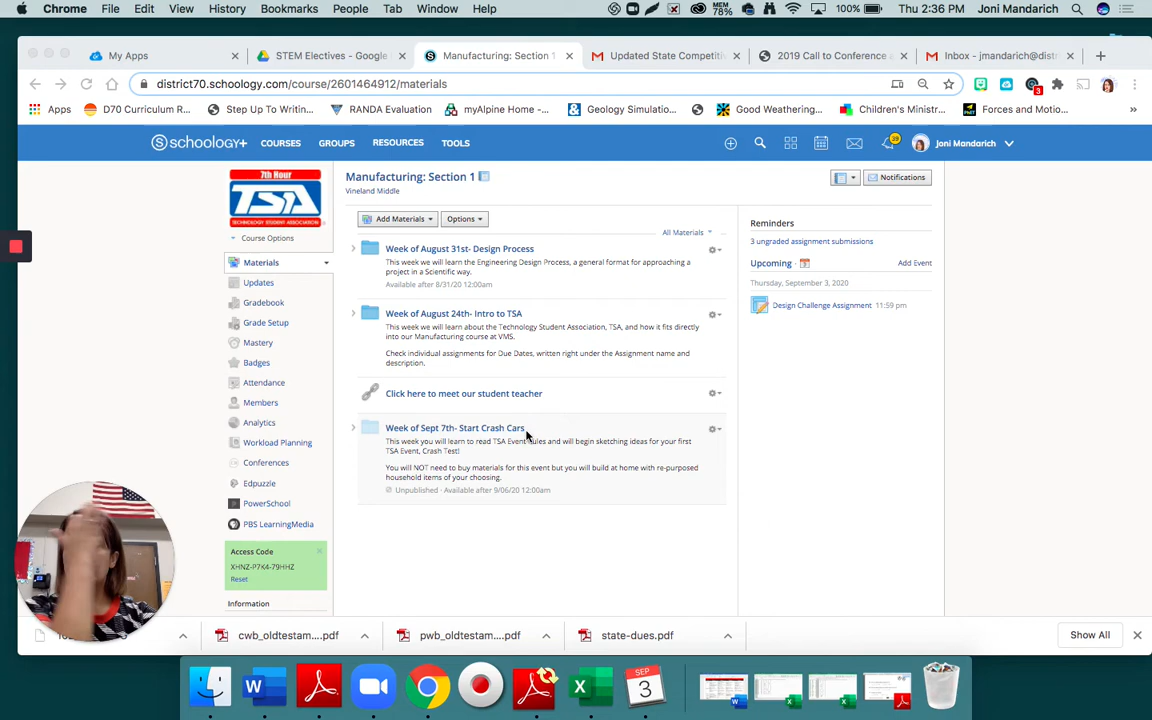 Chrome File Edit View History Bookmarks People Tab Window Help MEM 78% 100% Thu 2:36 PM Joni Mandarich
My Apps STEM Electives - Google Manufacturing: Section 1 Updated State Competiti 2019 Call to Conference a Inbox - jmandarich@dist
district70.schoology.com/course/2601464912/materials 3
Apps D70 Curriculum R... Step Up To Writing... RANDA Evaluation myAlpine Home -... Geology Simulatio... Good Weathering... Children's Ministr... Forces and Motio... »
schoology+ COURSES GROUPS RESOURCES TOOLS 39 Joni Mandarich
7th Hour
TSA
TECHNOLOGY STUDENT ASSOCIATION
Course Options
Materials
Updates
Gradebook
Grade Setup
Mastery
Badges
Attendance
Members
Analytics
Workload Planning
Conferences
Edpuzzle
PowerSchool
PBS LearningMedia
Access Code
XHNZ-P7K4-79HHZ
Reset
Information
Manufacturing: Section 1
Vineland Middle
Notifications
Add Materials Options
All Materials
Week of August 31st- Design Process
This week we will learn the Engineering Design Process, a general format for approaching a
project in a Scientific way.
Available after 8/31/20 12:00am
Week of August 24th- Intro to TSA
This week we will learn about the Technology Student Association, TSA, and how it fits directly
into our Manufacturing course at VMS.
Check individual assignments for Due Dates, written right under the Assignment name and
description.
Click here to meet our student teacher
Week of Sept 7th- Start Crash Cars
This week you will learn to read TSA Event Rules and will begin sketching ideas for your first
TSA Event, Crash Test!
You will NOT need to buy materials for this event but you will build at home with re-purposed
household items of your choosing.
Unpublished · Available after 9/06/20 12:00am
Reminders
3 ungraded assignment submissions
Upcoming · Add Event
Thursday, September 3, 2020
Design Challenge Assignment 11:59 pm
cwb_oldtestam....pdf pwb_oldtestam....pdf state-dues.pdf Show All
SEP
3